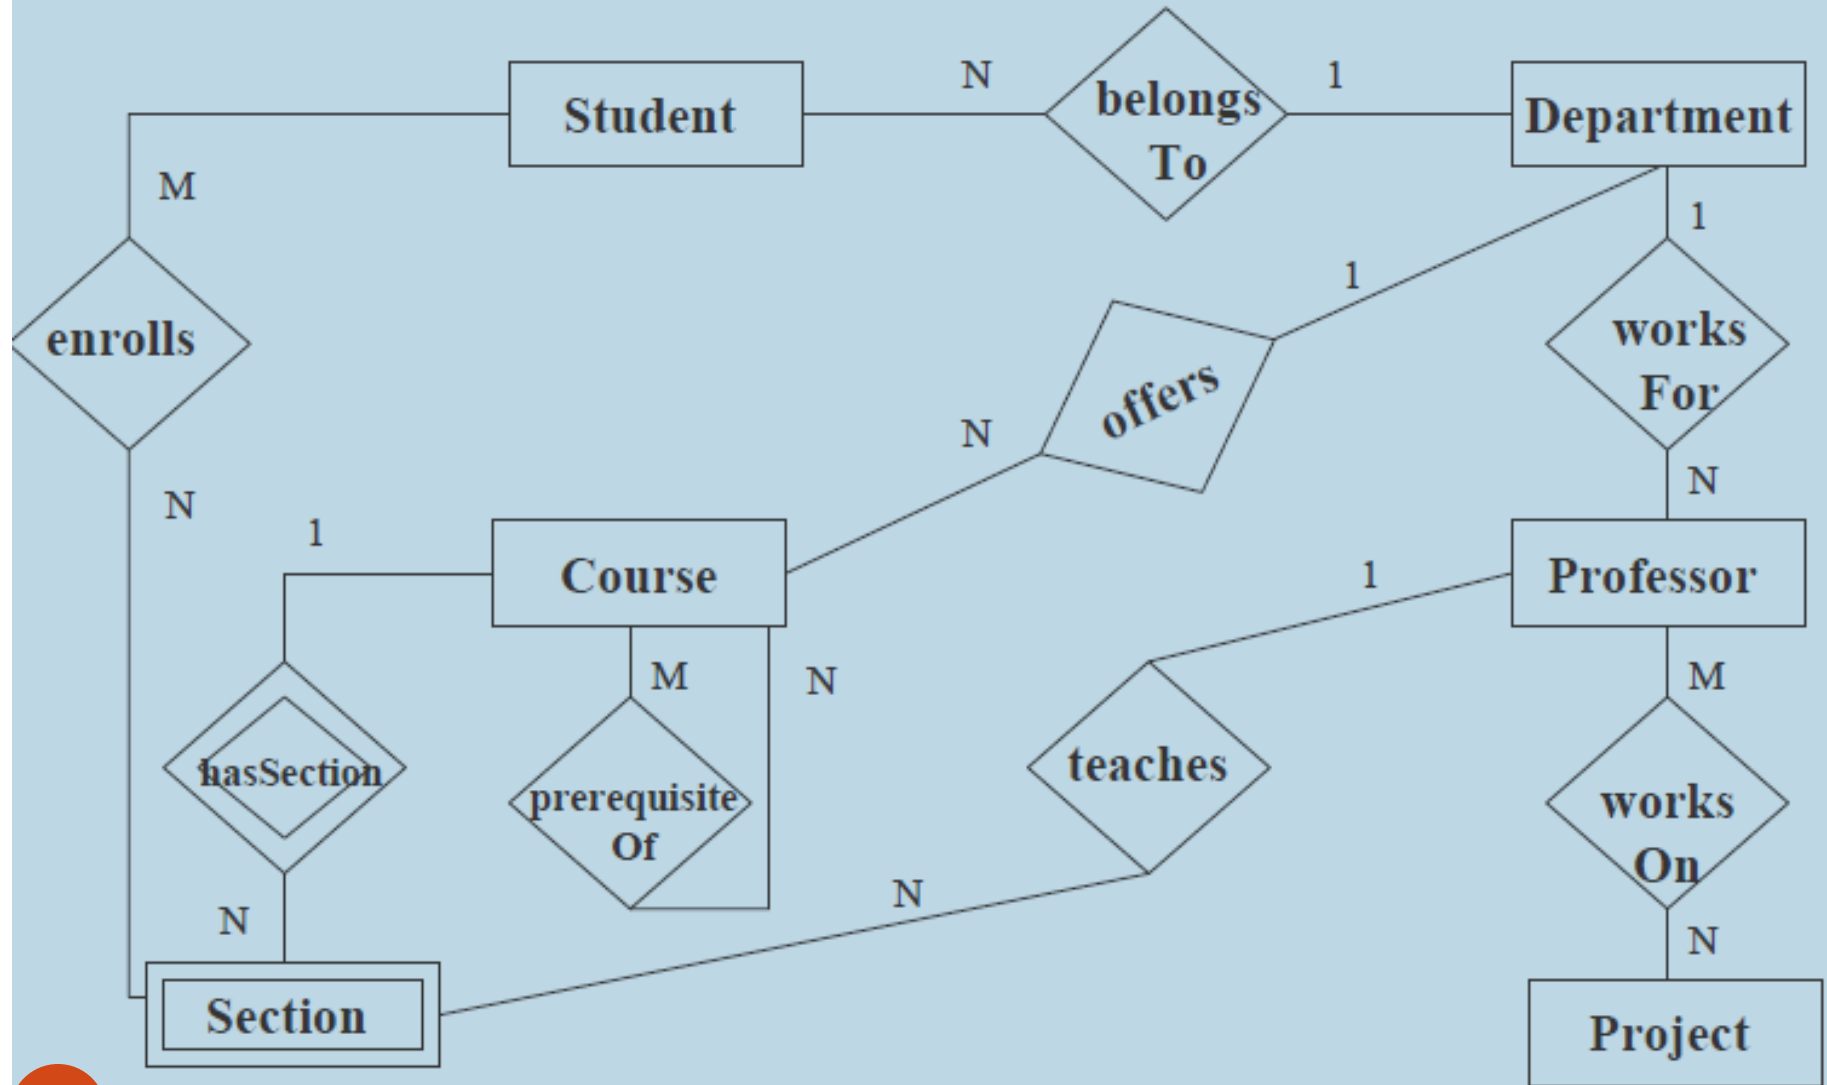 N
1
Student
belongs
To
Department
M
1
1
enrolls
works
For
offers
N
N
N
1
Course
1
Professor
M
N
M
hasSection
prerequisite
Of
teaches
works
On
N
N
N
Section
Project